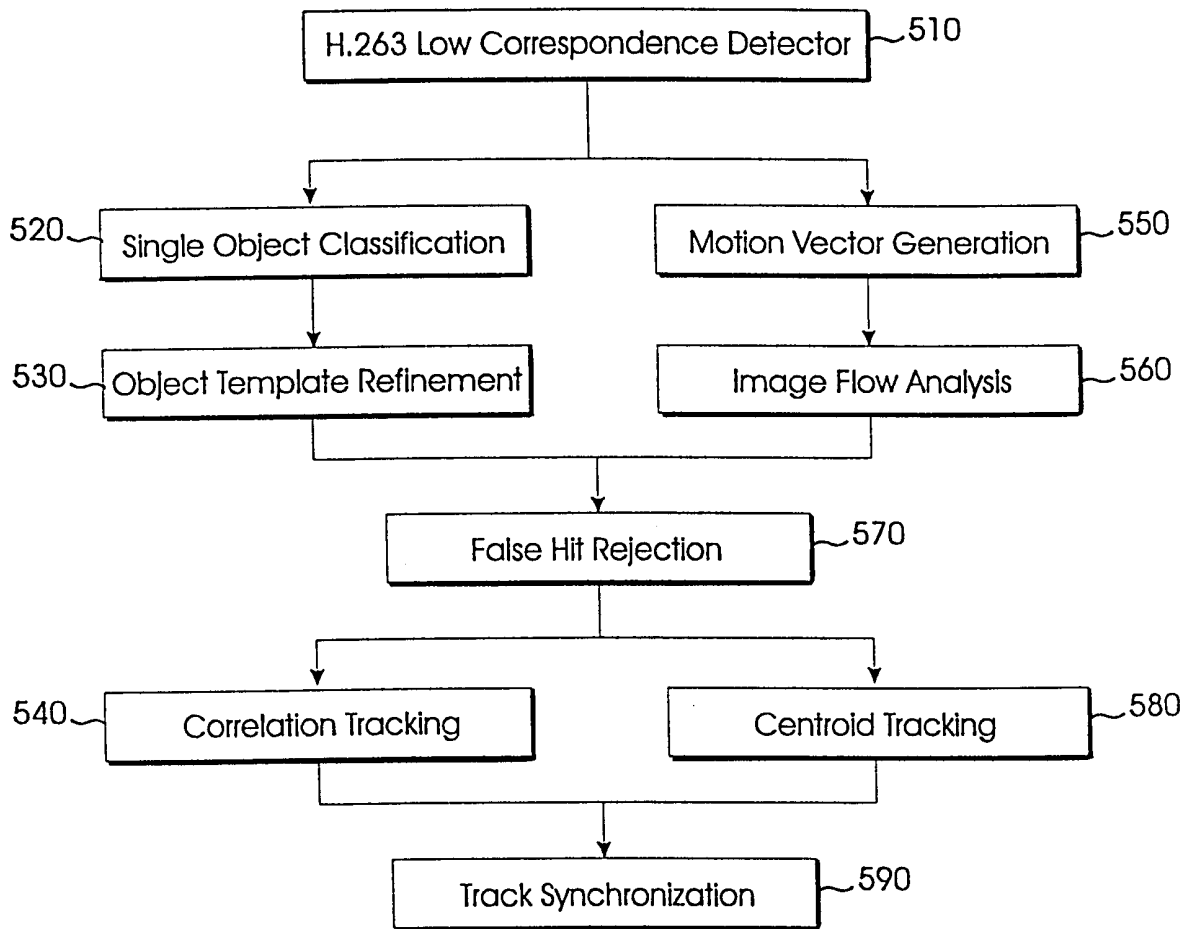 H.263 Low Correspondence Detector 510
520 Single Object Classification
Motion Vector Generation 550
530 Object Template Refinement
Image Flow Analysis 560
False Hit Rejection 570
540 Correlation Tracking
Centroid Tracking 580
Track Synchronization 590